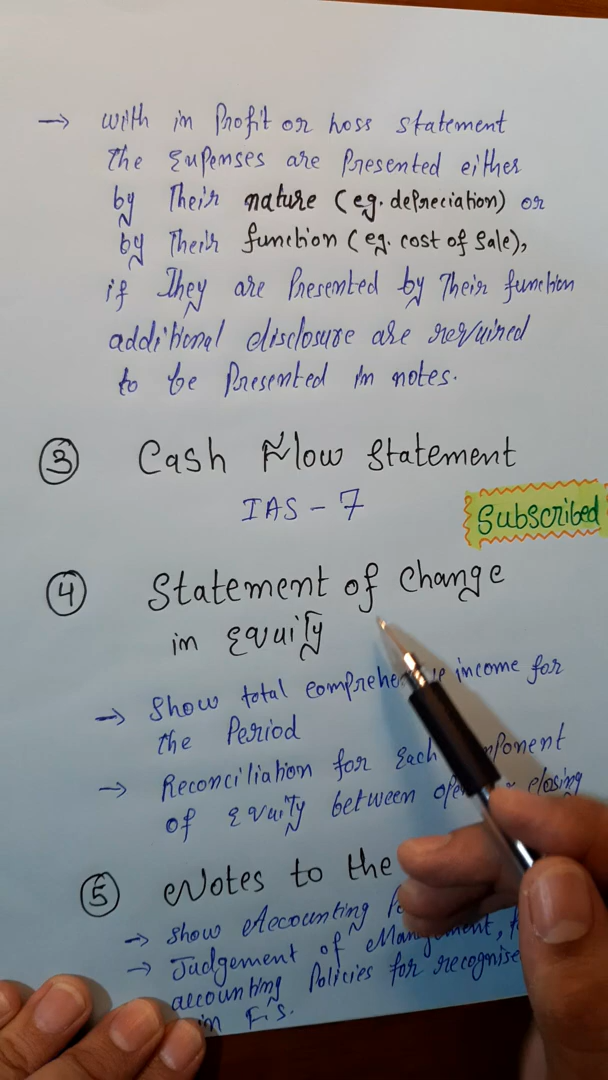 → with in Profit or Loss statement
the Expenses are Presented either
by Their nature (eg. depreciation) or
by Their function (eg. cost of Sale),
if They are Presented by Their function
additional disclosure are required
to be Presented in notes.
③ Cash Flow Statement
IAS - 7
Subscribed
④ Statement of change
in equity
→ Show total income for
the Period
→ Reconciliation for Each
of equity between closing
⑤ Notes to the
→ Show Accounting
→ Judgement of
accounting Policies for recognise
in F.S.